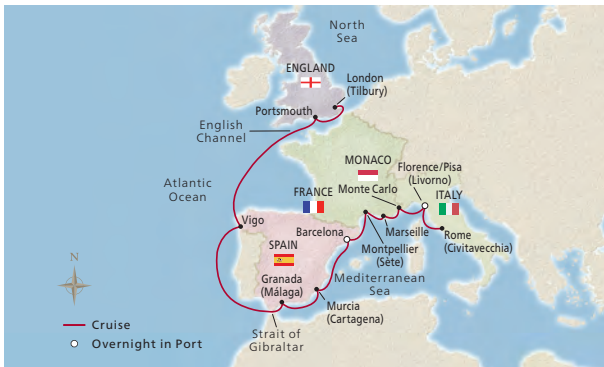 North
Sea
ENGLAND
London
(Tilbury)
Portsmouth
English
Channel
MONACO
Florence/Pisa
(Livorno)
Atlantic
Ocean
FRANCE
Monte Carlo
ITALY
Vigo
Barcelona
Marseille
Rome
(Civitavecchia)
SPAIN
Montpellier
(Sète)
Granada
(Málaga)
Mediterranean
Sea
N
Murcia
(Cartagena)
Cruise
Strait of
Gibraltar
Overnight in Port